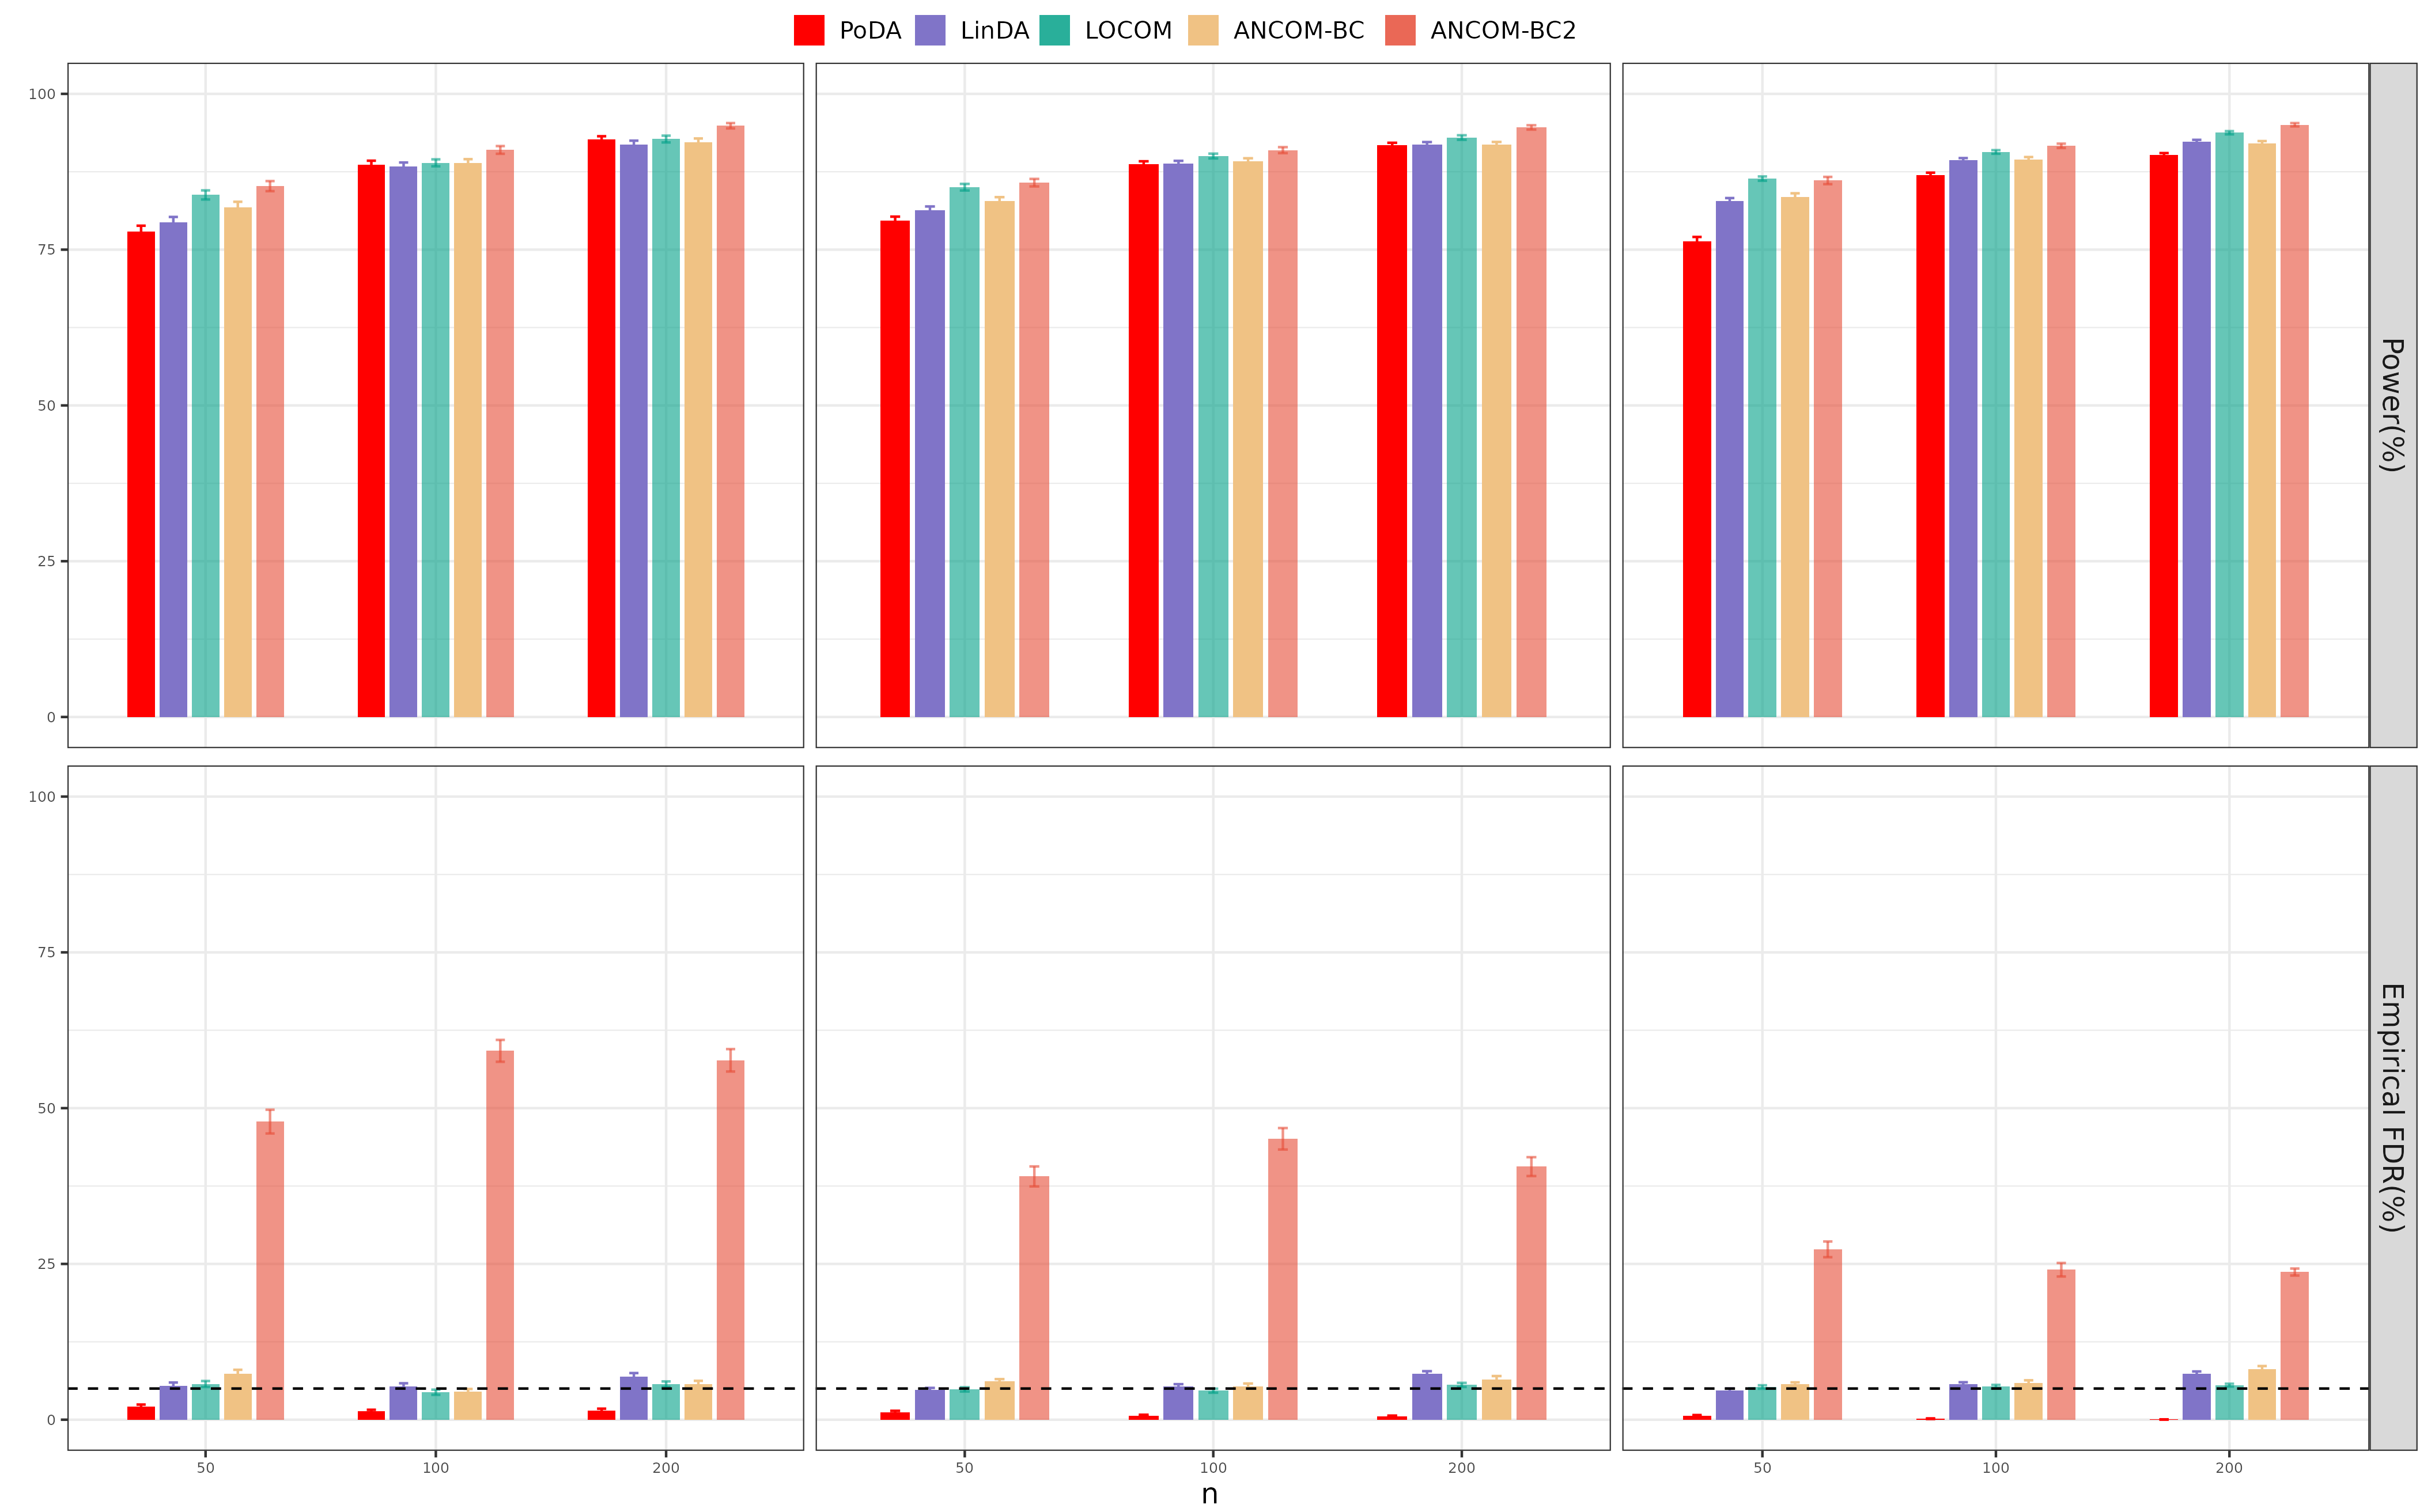 PoDA LinDA LOCOM ANCOM-BC ANCOM-BC2
100
75
50
25
0
Power(%)
100
75
50
25
0
Empirical FDR(%)
50 100 200 50 100 200 50 100 200
n